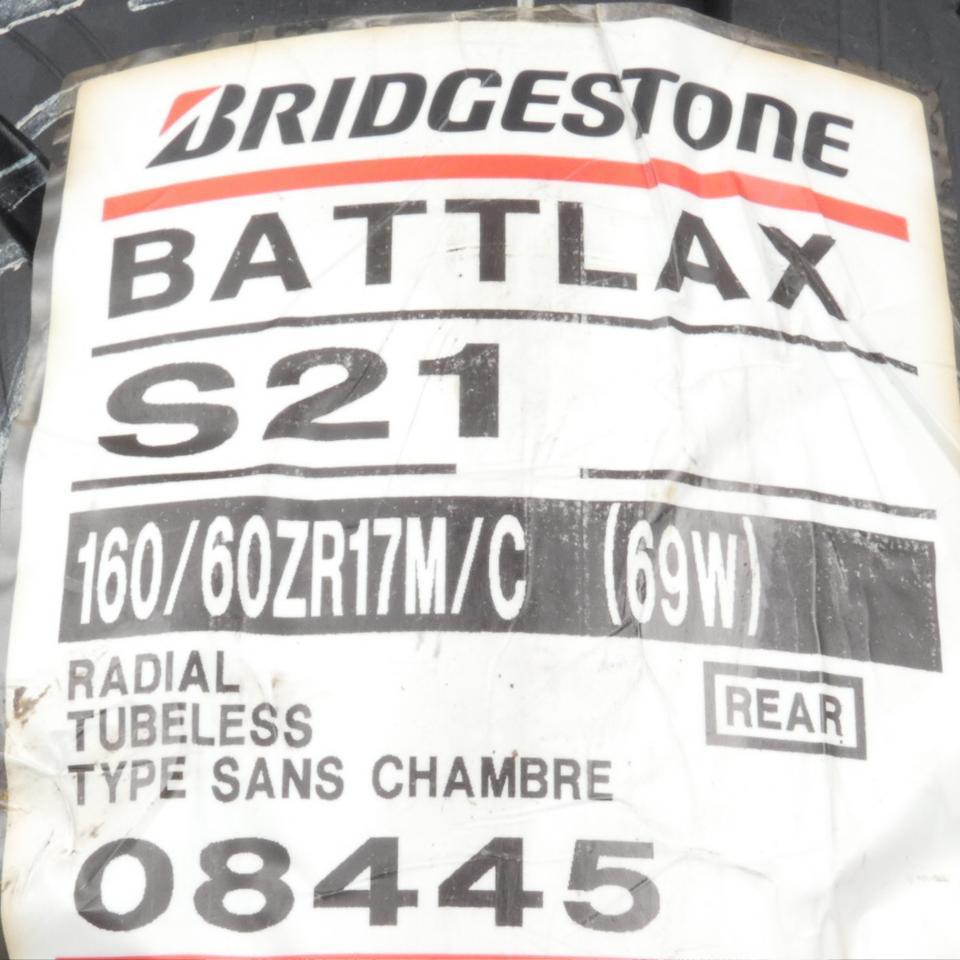 BRIDGESTONE
BATTLAX
S21
160/60ZR17M/C (69W)
RADIAL
TUBELESS
REAR
TYPE SANS CHAMBRE
08445